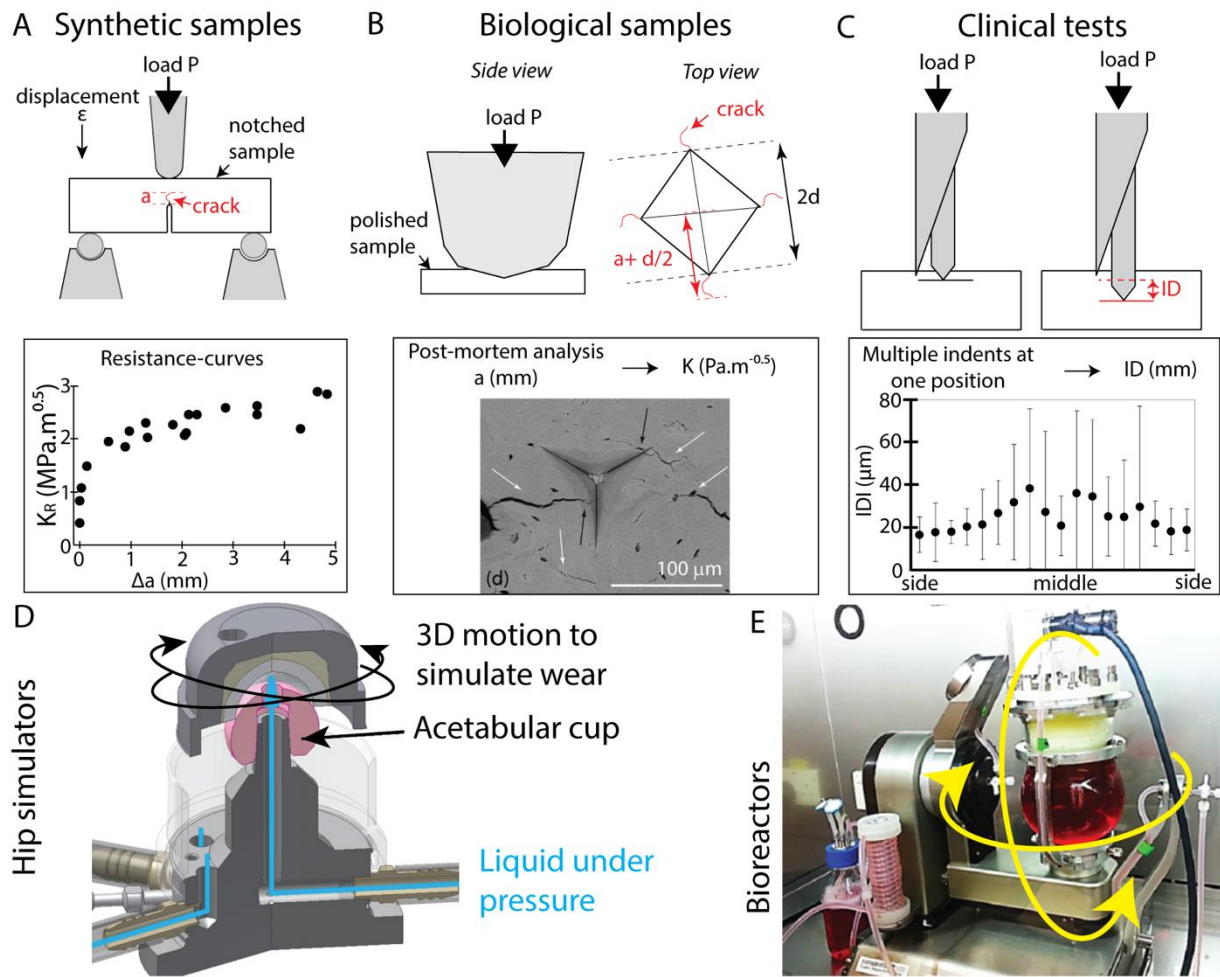 A Synthetic samples
load P
displacement
ε
notched
sample
a
crack
Resistance-curves
K_R (MPa.m^0.5)
3
2
1
0
0 1 2 3 4 5
Δa (mm)
B Biological samples
Side view
Top view
load P
crack
polished
sample
2d
a+ d/2
Post-mortem analysis
a (mm) → K (Pa.m^-0.5)
(d)
100 μm
C Clinical tests
load P
load P
ID
Multiple indents at
one position → ID (mm)
IDI (μm)
80
60
40
20
0
side middle side
D
Hip simulators
3D motion to
simulate wear
Acetabular cup
Liquid under
pressure
E
Bioreactors